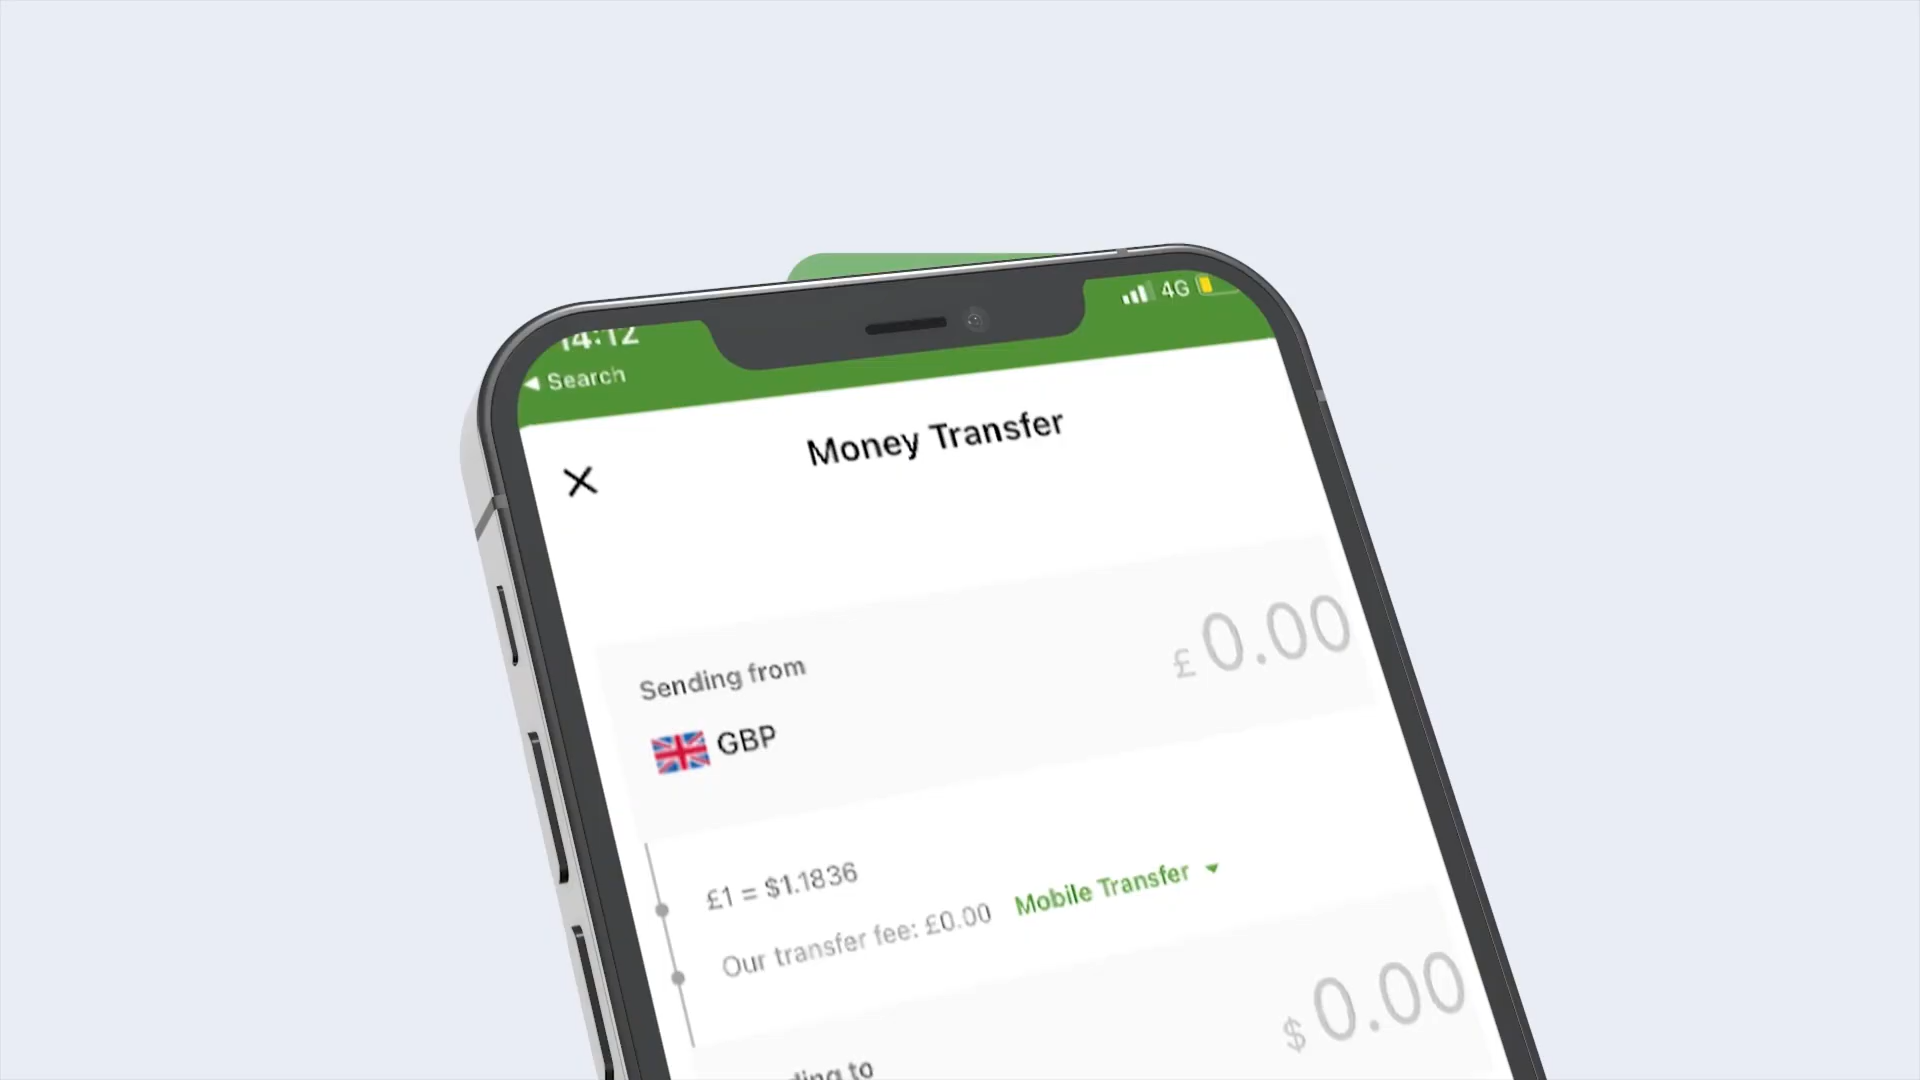 14:12
4G
◀ Search
Money Transfer
Sending from
£ 0.00
GBP
£1 = $1.1836
Our transfer fee: £0.00 Mobile Transfer
$ 0.00
to